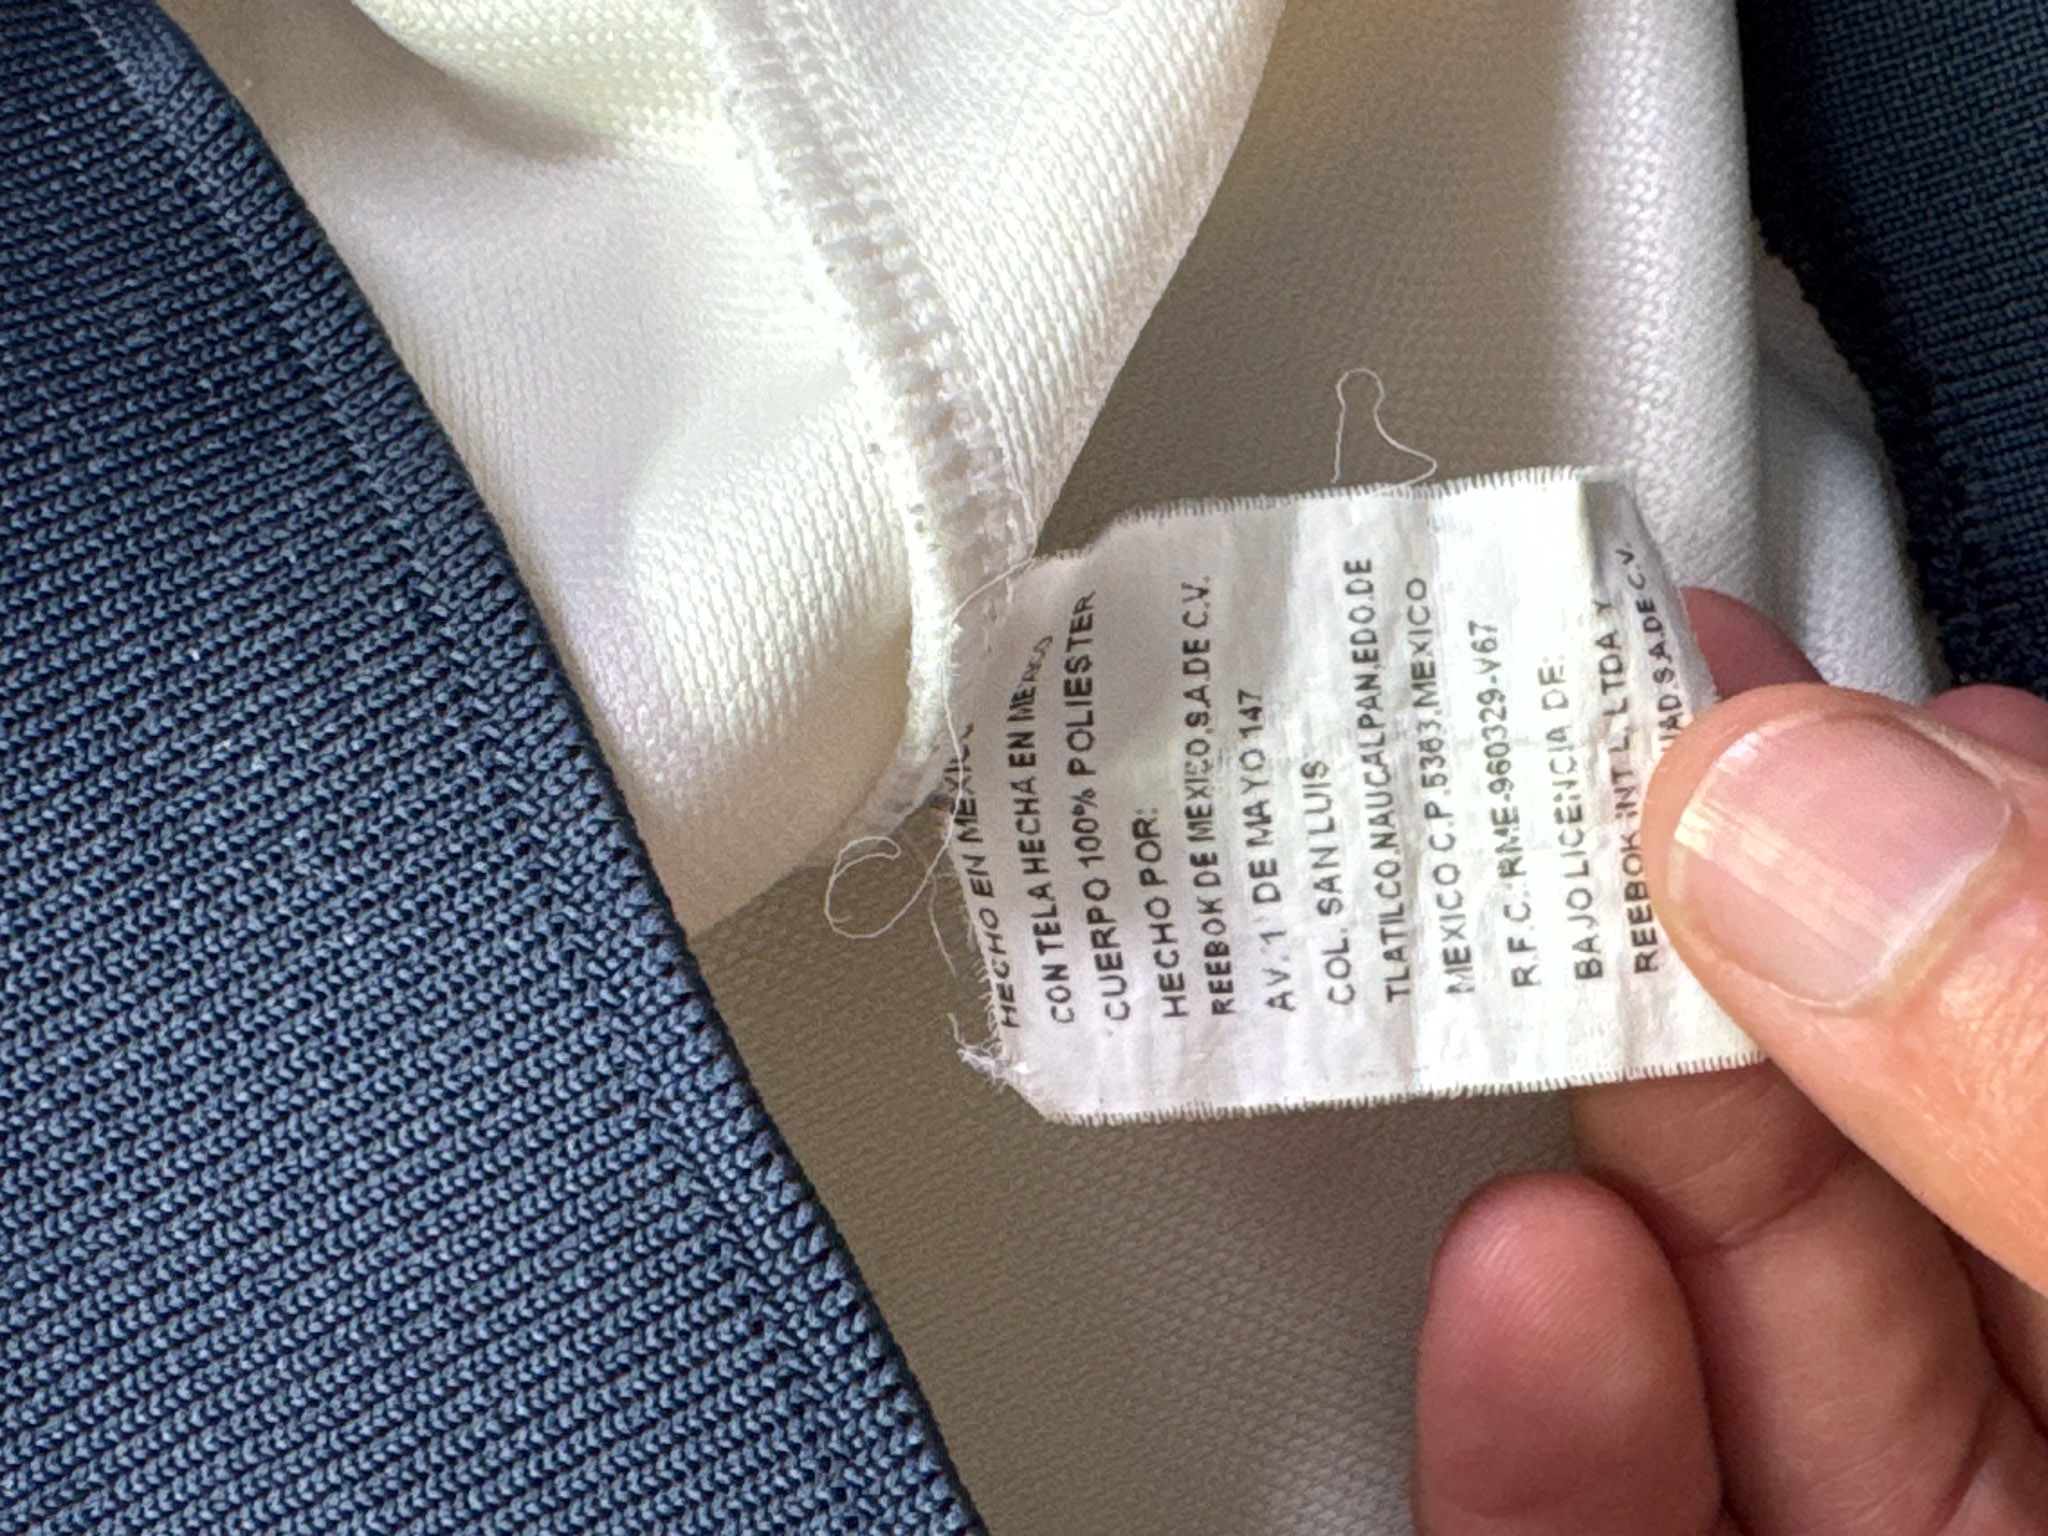 HECHO EN MEXICO
CON TELA HECHA EN MEXICO
CUERPO 100% POLIESTER
HECHO POR:
REEBOK DE MEXICO,S.A.DE C.V.
AV. 1 DE MAYO 147
COL. SAN LUIS
TLATILCO.NAUCALPAN,EDO.DE
MEXICO C.P.5363.MEXICO
R.F.C. RME-960329-V67
BAJO LICENCIA DE:
REEBOK INT'L. LTDA Y
S.A.DE C.V.